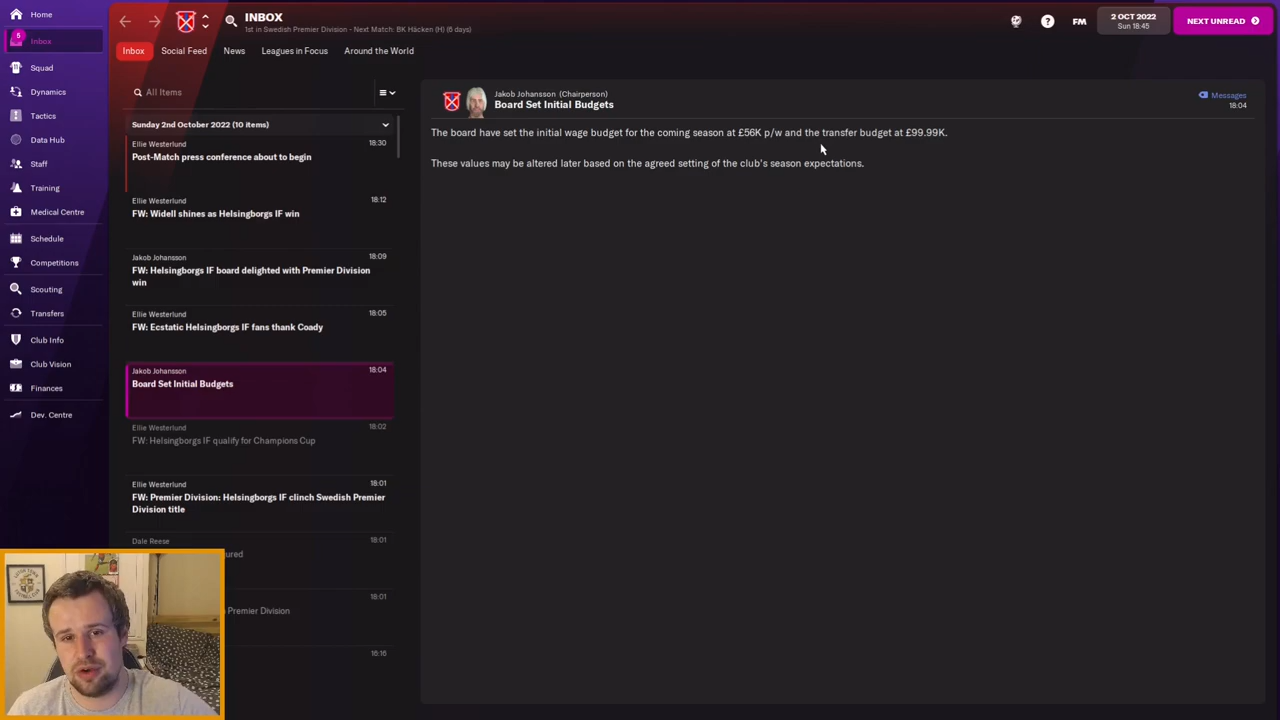 Home
5
Inbox
Squad
Dynamics
Tactics
Data Hub
Staff
Training
Medical Centre
Schedule
Competitions
Scouting
Transfers
Club Info
Club Vision
Finances
Dev. Centre
INBOX
1st in Swedish Premier Division - Next Match: BK Häcken (H) (6 days)
FM
2 OCT 2022
Sun 18:45
NEXT UNREAD
Inbox
Social Feed
News
Leagues in Focus
Around the World
All Items
Sunday 2nd October 2022 (10 items)
Ellie Westerlund 18:30
Post-Match press conference about to begin
Ellie Westerlund 18:12
FW: Widell shines as Helsingborgs IF win
Jakob Johansson 18:09
FW: Helsingborgs IF board delighted with Premier Division
win
Ellie Westerlund 18:05
FW: Ecstatic Helsingborgs IF fans thank Coady
Jakob Johansson 18:04
Board Set Initial Budgets
Ellie Westerlund 18:02
FW: Helsingborgs IF qualify for Champions Cup
Ellie Westerlund 18:01
FW: Premier Division: Helsingborgs IF clinch Swedish Premier
Division title
Dale Reese 18:01
18:01
Premier Division
18:16
Jakob Johansson (Chairperson)
Board Set Initial Budgets
Messages
18:04
The board have set the initial wage budget for the coming season at £56K p/w and the transfer budget at £99.99K.
These values may be altered later based on the agreed setting of the club's season expectations.